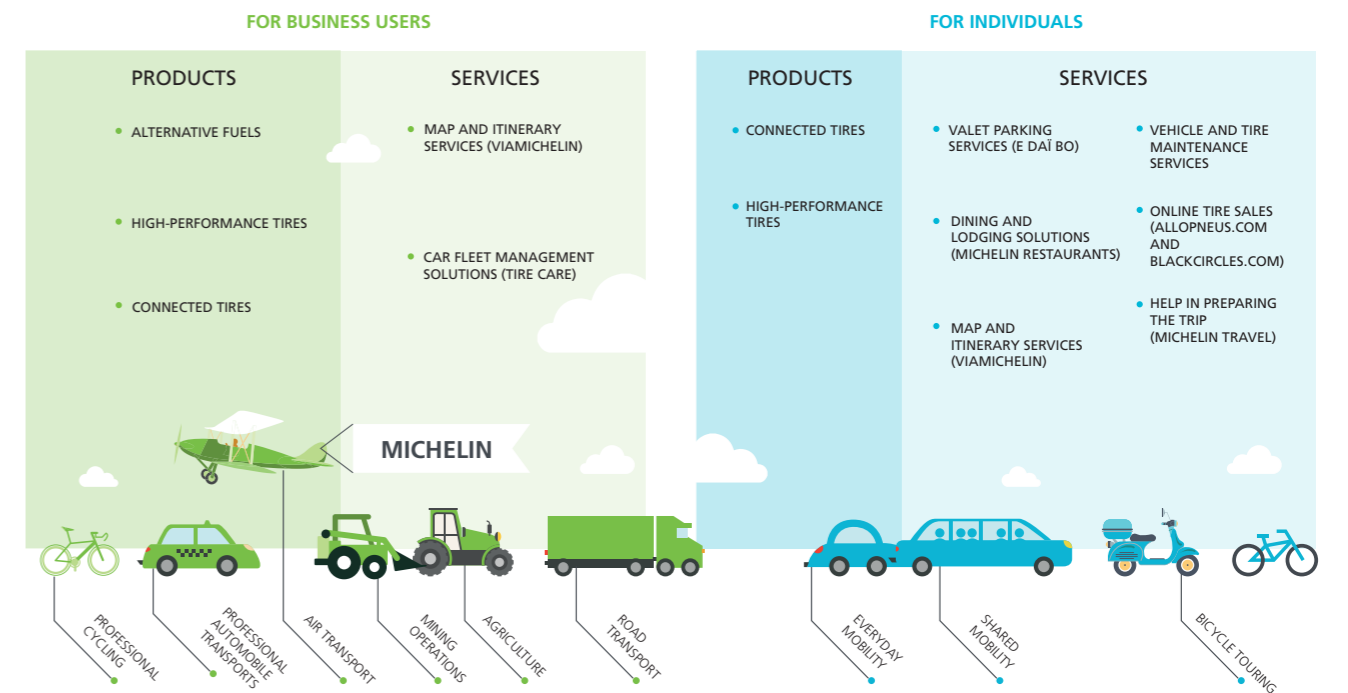 FOR BUSINESS USERS
PRODUCTS
• ALTERNATIVE FUELS
• HIGH-PERFORMANCE TIRES
• CONNECTED TIRES
SERVICES
• MAP AND ITINERARY
SERVICES (VIAMICHELIN)
• CAR FLEET MANAGEMENT
SOLUTIONS (TIRE CARE)
MICHELIN
PROFESSIONAL
CYCLING
PROFESSIONAL
AUTOMOBILE
TRANSPORTS
AIR TRANSPORT
MINING
OPERATIONS
AGRICULTURE
ROAD
TRANSPORT
FOR INDIVIDUALS
PRODUCTS
• CONNECTED TIRES
• HIGH-PERFORMANCE
TIRES
SERVICES
• VALET PARKING
SERVICES (E DAÏ BO)
• DINING AND
LODGING SOLUTIONS
(MICHELIN RESTAURANTS)
• MAP AND
ITINERARY SERVICES
(VIAMICHELIN)
• VEHICLE AND TIRE
MAINTENANCE
SERVICES
• ONLINE TIRE SALES
(ALLOPNEUS.COM
AND
BLACKCIRCLES.COM)
• HELP IN PREPARING
THE TRIP
(MICHELIN TRAVEL)
EVERYDAY
MOBILITY
SHARED
MOBILITY
BICYCLE TOURING